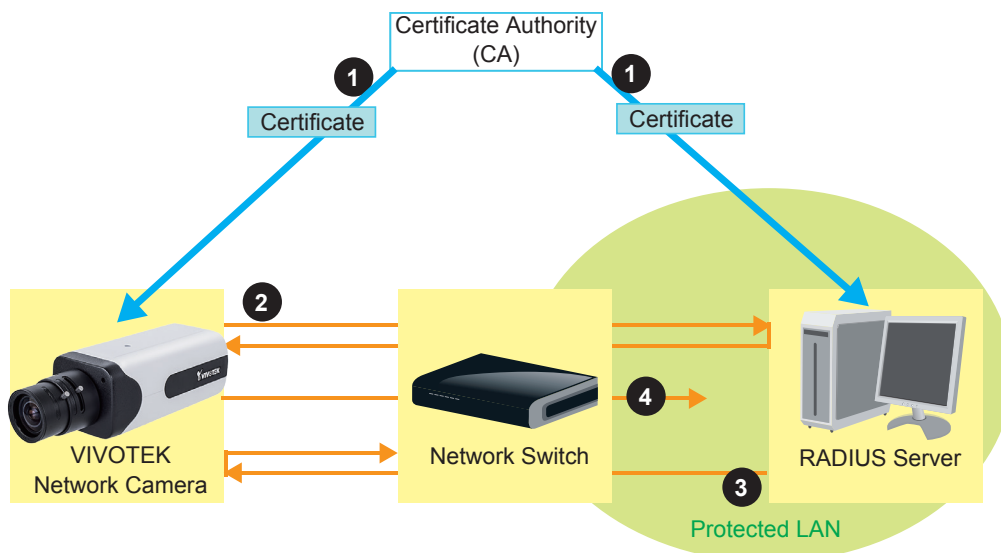 Certificate Authority
(CA)
1
1
Certificate
Certificate
2
VIVOTEK
4
VIVOTEK
Network Camera
Network Switch
RADIUS Server
3
Protected LAN